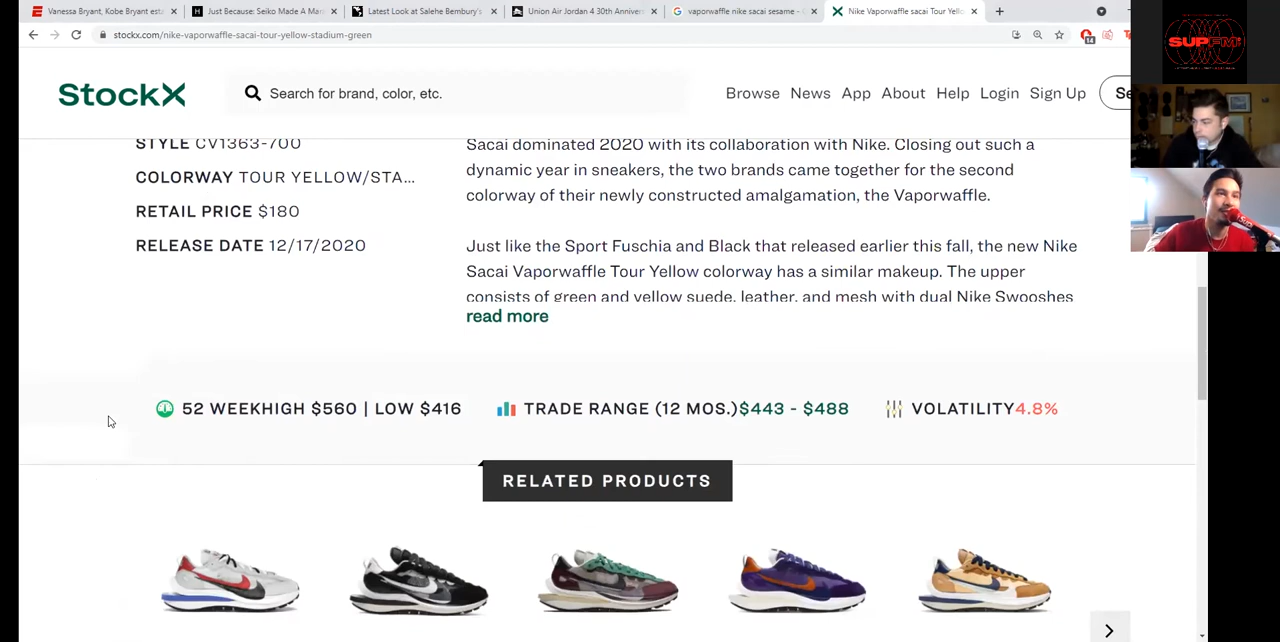 Vanessa Bryant, Kobe Bryant esta
Just Because: Seiko Made A Mar
Latest Look at Salehe Bembury's
Union Air Jordan 4 30th Anniver
vaporwaffle nike sacai sesame -
Nike Vaporwaffle sacai Tour Yello
stockx.com/nike-vaporwaffle-sacai-tour-yellow-stadium-green
14
SUPFM
StockX
Search for brand, color, etc.
Browse News App About Help Login Sign Up Se
STYLE CV1363-700
COLORWAY TOUR YELLOW/STA...
RETAIL PRICE $180
RELEASE DATE 12/17/2020
Sacai dominated 2020 with its collaboration with Nike. Closing out such a
dynamic year in sneakers, the two brands came together for the second
colorway of their newly constructed amalgamation, the Vaporwaffle.
Just like the Sport Fuschia and Black that released earlier this fall, the new Nike
Sacai Vaporwaffle Tour Yellow colorway has a similar makeup. The upper
consists of green and yellow suede, leather, and mesh with dual Nike Swooshes
read more
52 WEEKHIGH $560 | LOW $416
TRADE RANGE (12 MOS.)$443 - $488
VOLATILITY4.8%
RELATED PRODUCTS